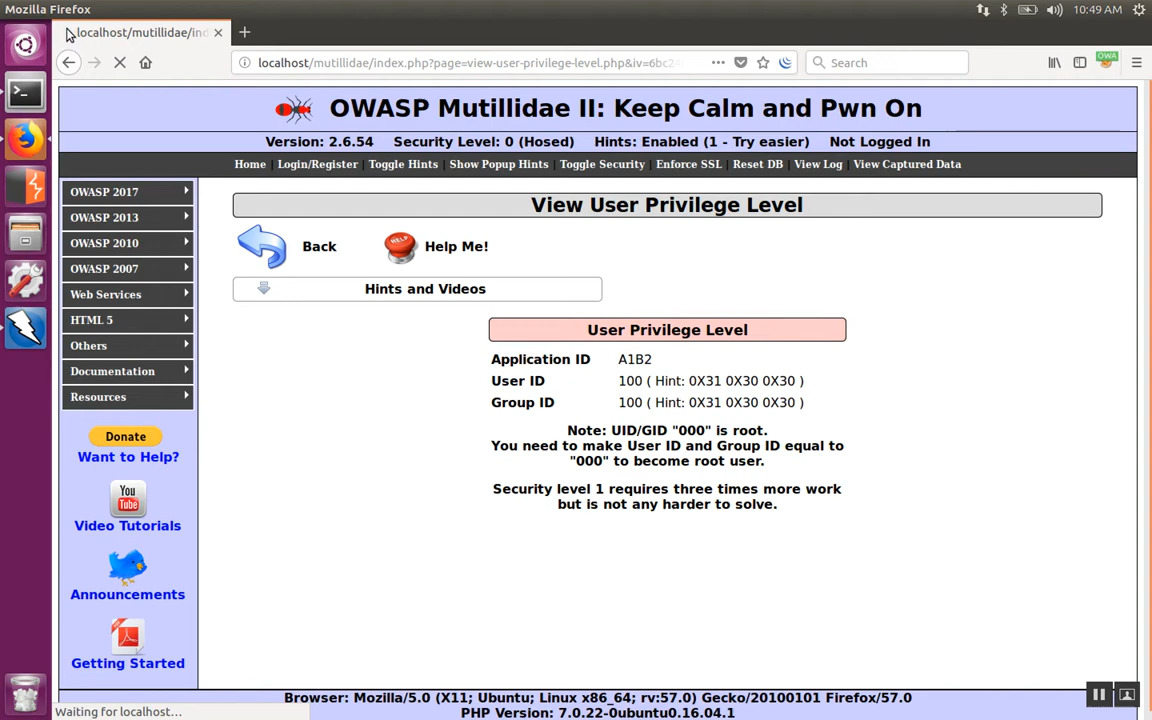 Mozilla Firefox
10:49 AM
localhost/mutillidae/ind
localhost/mutillidae/index.php?page=view-user-privilege-level.php&iv=6bc24
Search
OWA
OWASP Mutillidae II: Keep Calm and Pwn On
Version: 2.6.54 Security Level: 0 (Hosed) Hints: Enabled (1 - Try easier) Not Logged In
Home | Login/Register | Toggle Hints | Show Popup Hints | Toggle Security | Enforce SSL | Reset DB | View Log | View Captured Data
OWASP 2017
OWASP 2013
OWASP 2010
OWASP 2007
Web Services
HTML 5
Others
Documentation
Resources
Donate
Want to Help?
You
Tube
Video Tutorials
Announcements
Getting Started
View User Privilege Level
Back
HELP
Help Me!
Hints and Videos
User Privilege Level
Application ID A1B2
User ID 100 ( Hint: 0X31 0X30 0X30 )
Group ID 100 ( Hint: 0X31 0X30 0X30 )
Note: UID/GID "000" is root.
You need to make User ID and Group ID equal to
"000" to become root user.
Security level 1 requires three times more work
but is not any harder to solve.
Browser: Mozilla/5.0 (X11; Ubuntu; Linux x86_64; rv:57.0) Gecko/20100101 Firefox/57.0
PHP Version: 7.0.22-0ubuntu0.16.04.1
Waiting for localhost…